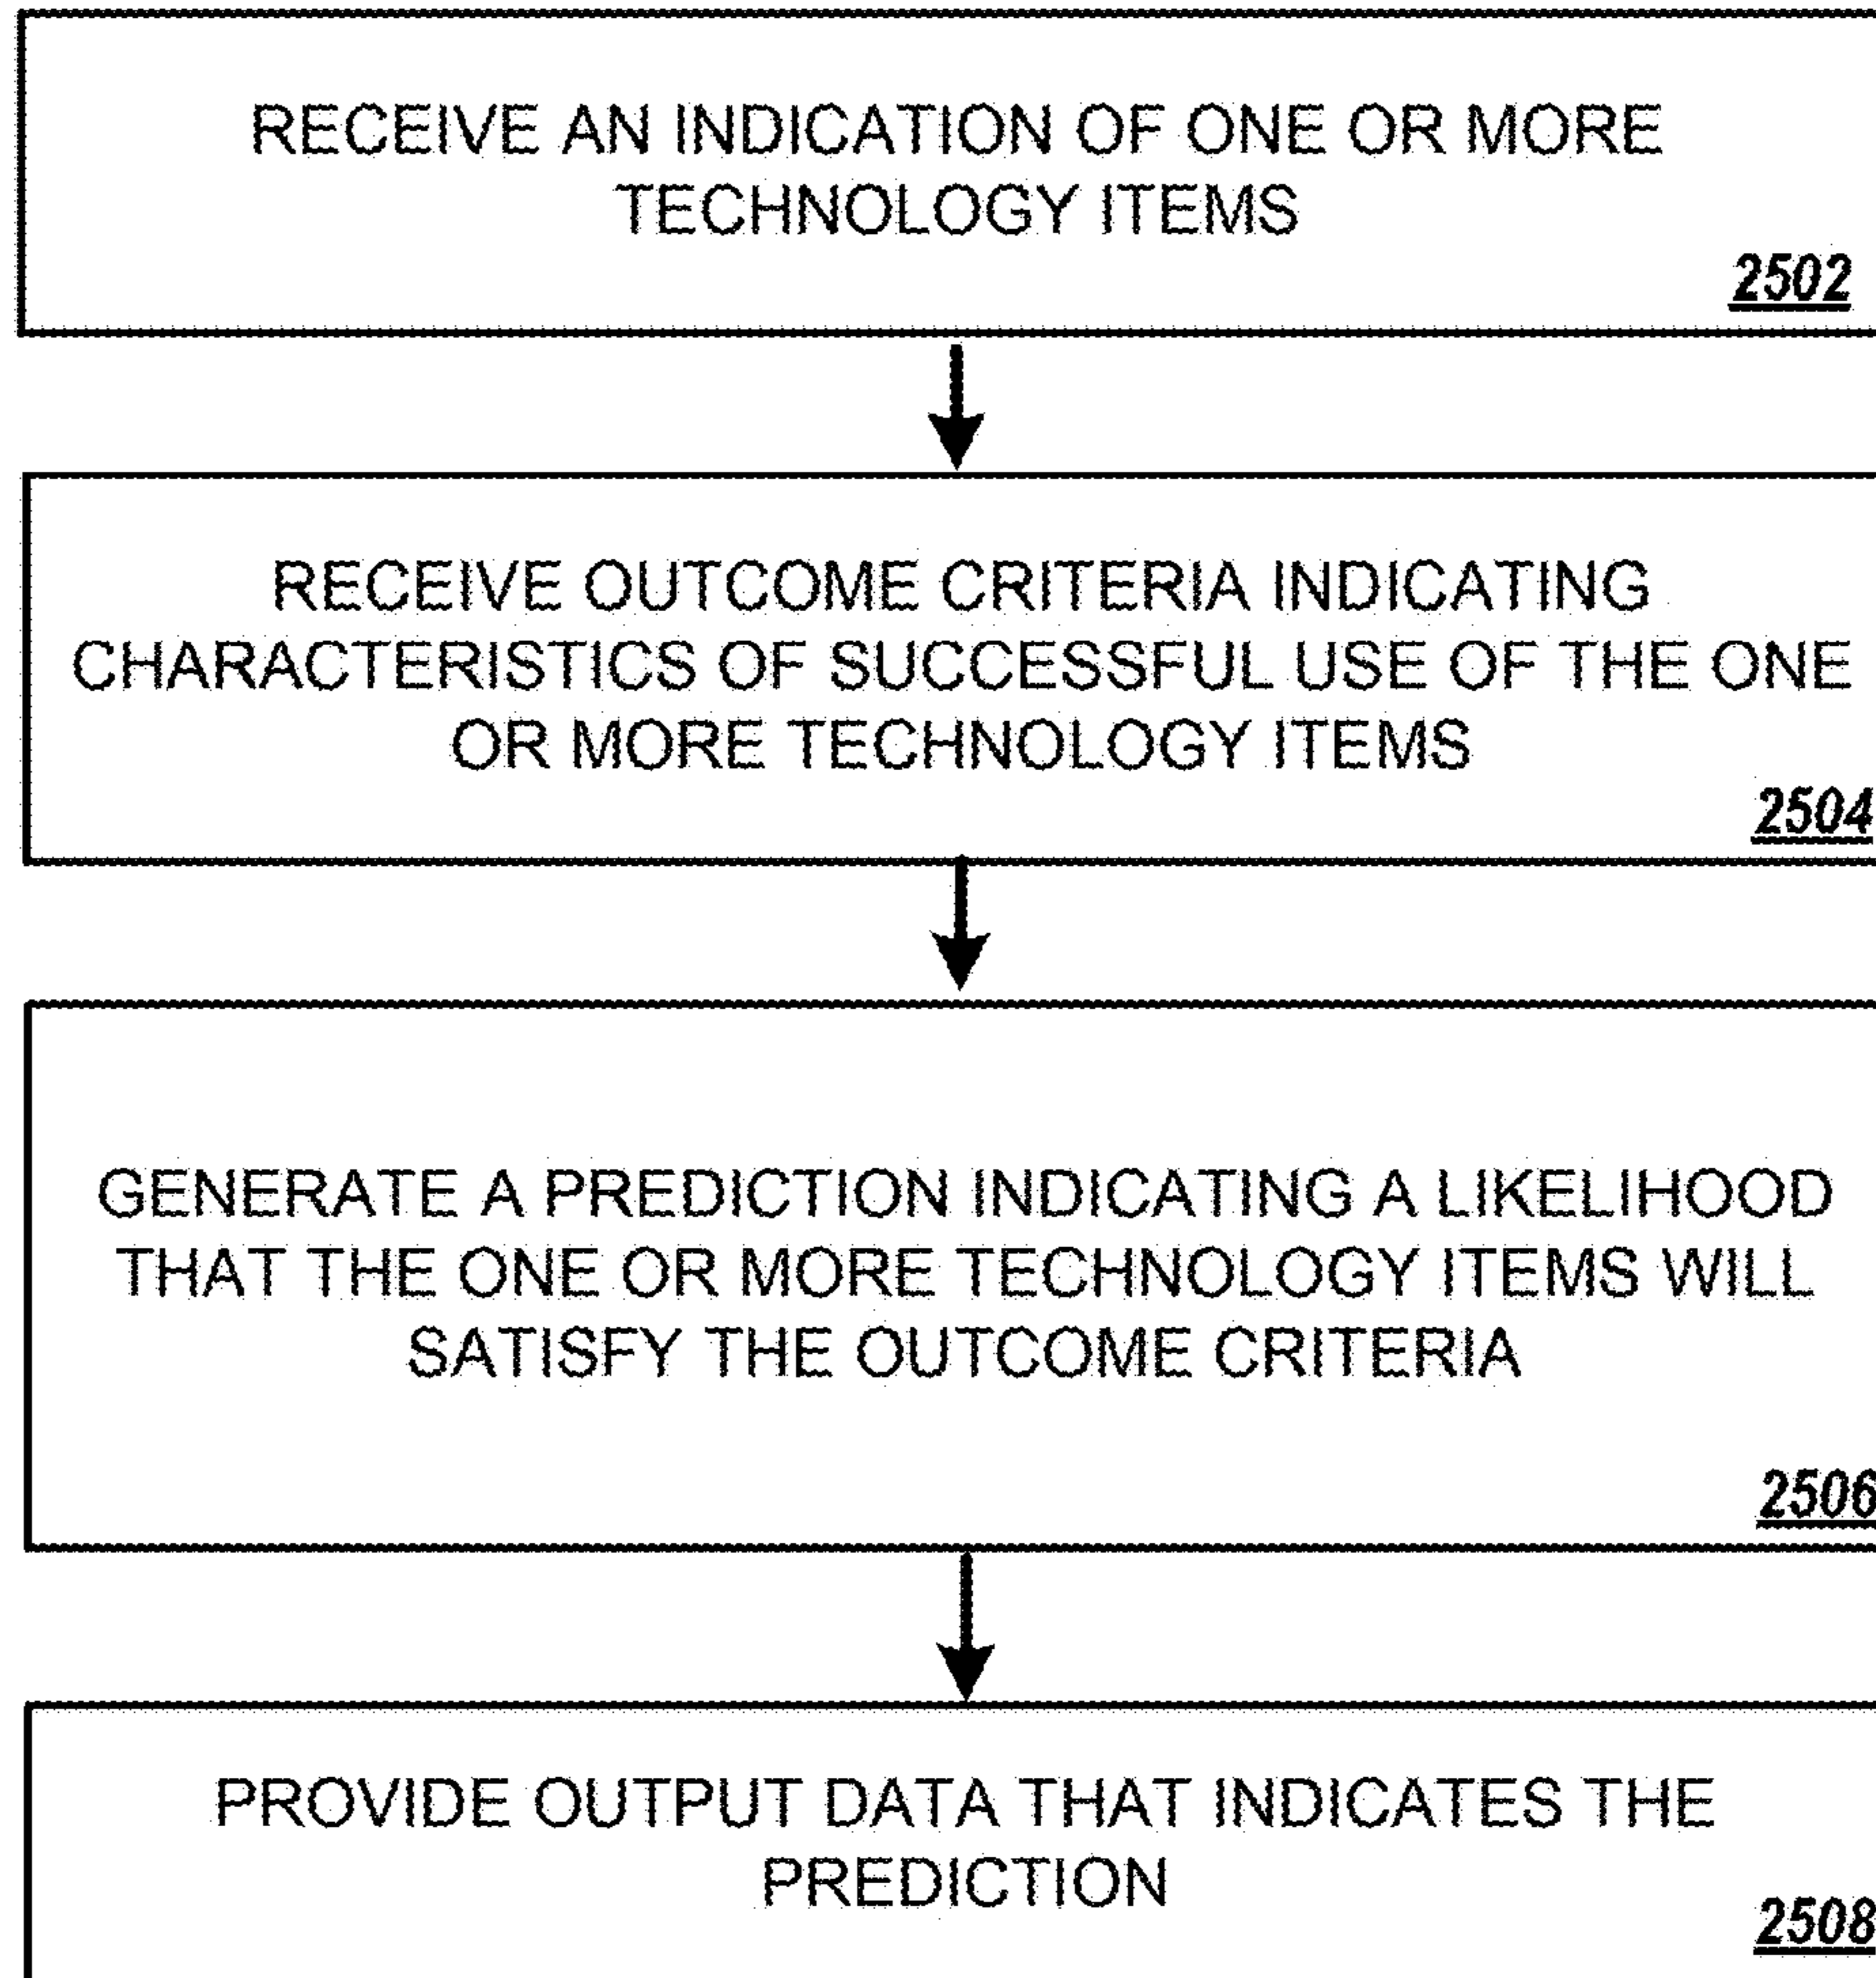 RECEIVE AN INDICATION OF ONE OR MORE
TECHNOLOGY ITEMS
2502
RECEIVE OUTCOME CRITERIA INDICATING
CHARACTERISTICS OF SUCCESSFUL USE OF THE ONE
OR MORE TECHNOLOGY ITEMS
2504
GENERATE A PREDICTION INDICATING A LIKELIHOOD
THAT THE ONE OR MORE TECHNOLOGY ITEMS WILL
SATISFY THE OUTCOME CRITERIA
2506
PROVIDE OUTPUT DATA THAT INDICATES THE
PREDICTION
2508